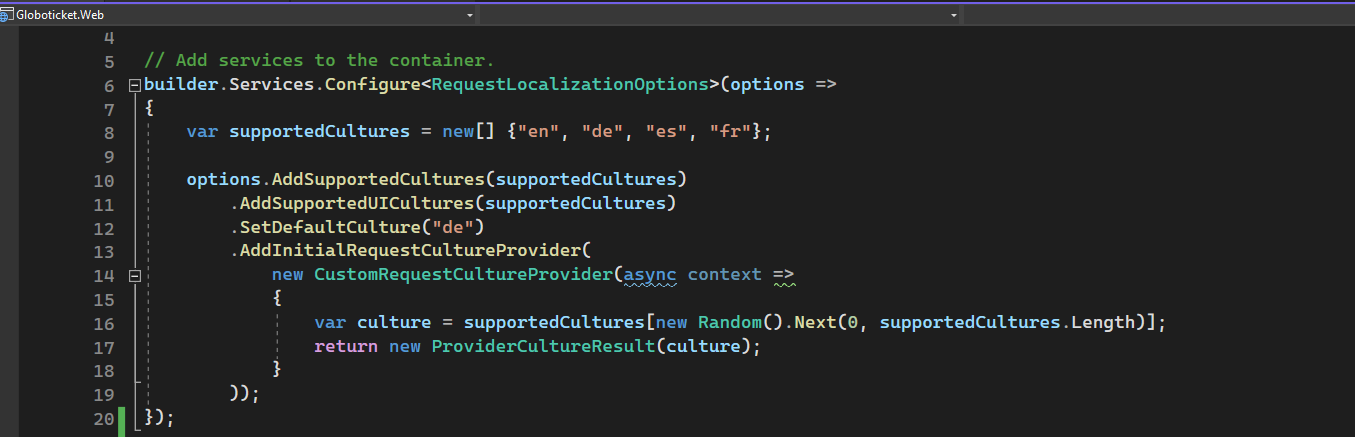 Globoticket.Web
4
5 // Add services to the container.
6 builder.Services.Configure<RequestLocalizationOptions>(options =>
7 {
8 var supportedCultures = new[] {"en", "de", "es", "fr"};
9
10 options.AddSupportedCultures(supportedCultures)
11 .AddSupportedUICultures(supportedCultures)
12 .SetDefaultCulture("de")
13 .AddInitialRequestCultureProvider(
14 new CustomRequestCultureProvider(async context =>
15 {
16 var culture = supportedCultures[new Random().Next(0, supportedCultures.Length)];
17 return new ProviderCultureResult(culture);
18 }
19 ));
20 });